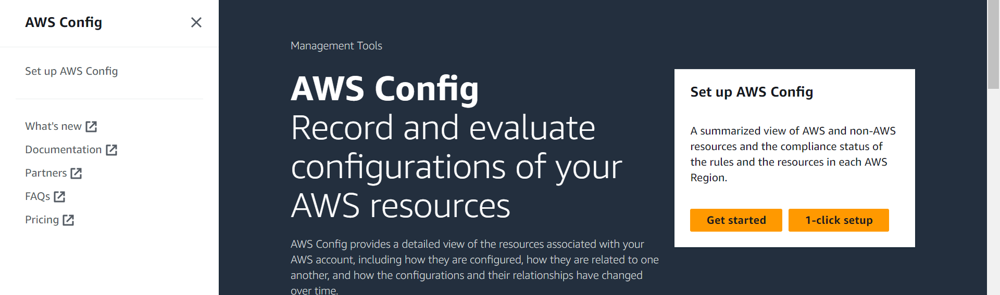 AWS Config
Set up AWS Config
What's new
Documentation
Partners
FAQs
Pricing
Management Tools
AWS Config
Record and evaluate
configurations of your
AWS resources
AWS Config provides a detailed view of the resources associated with your
AWS account, including how they are configured, how they are related to one
another, and how the configurations and their relationships have changed
over time.
Set up AWS Config
A summarized view of AWS and non-AWS
resources and the compliance status of
the rules and the resources in each AWS
Region.
Get started
1-click setup